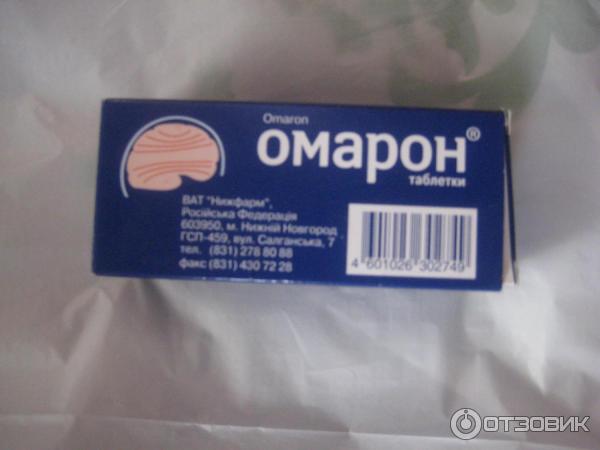 Omaron
омарон®
таблетки
ВАТ "Нижфарм",
Російська Федерація
603950, м. Нижній Новгород
ГСП-459, вул. Салганська, 7
тел. (831) 278 80 88
факс (831) 430 72 28
4 601026 302749
ОТЗОВИК